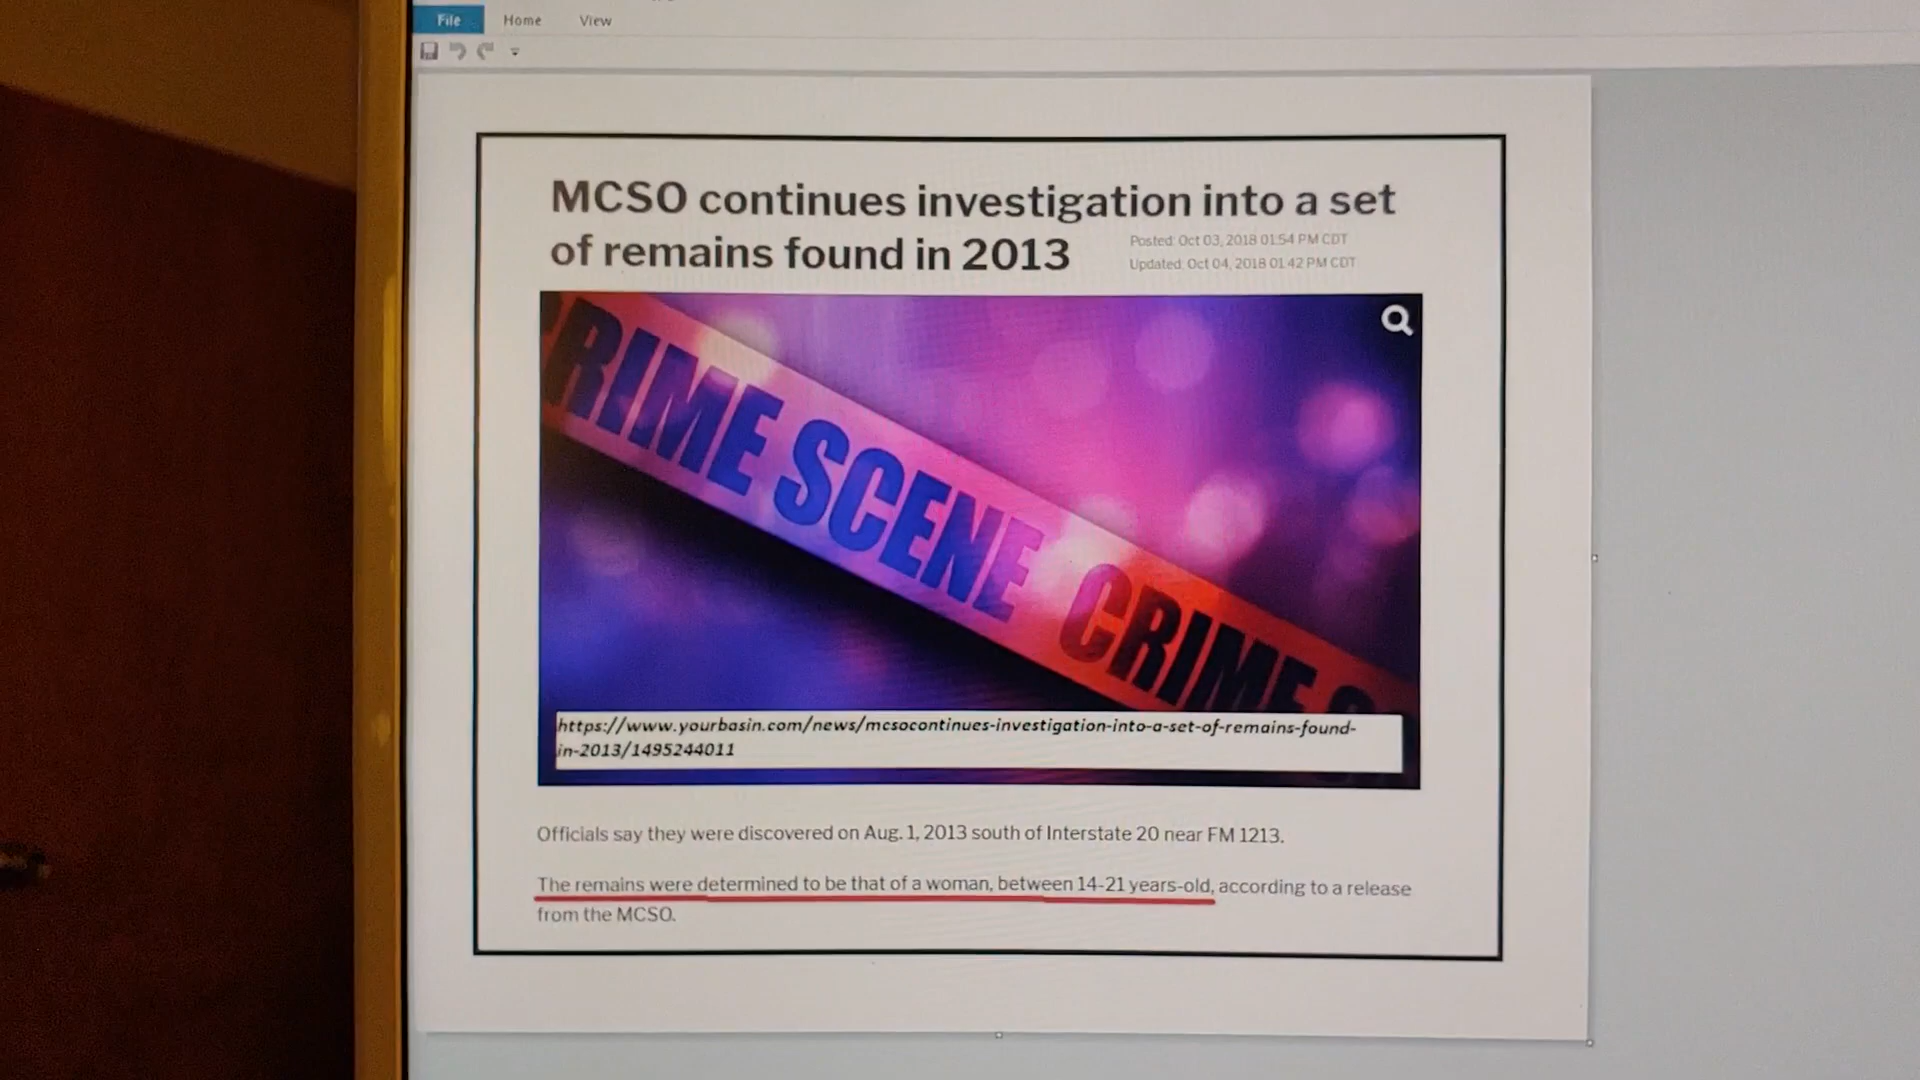 File Home View
MCSO continues investigation into a set
of remains found in 2013
Posted: Oct 03, 2018 01:54 PM CDT
Updated: Oct 04, 2018 01:42 PM CDT
CRIME SCENE CRIME S
https://www.yourbasin.com/news/mcsocontinues-investigation-into-a-set-of-remains-found-
in-2013/1495244011
Officials say they were discovered on Aug. 1, 2013 south of Interstate 20 near FM 1213.
The remains were determined to be that of a woman, between 14-21 years-old, according to a release
from the MCSO.